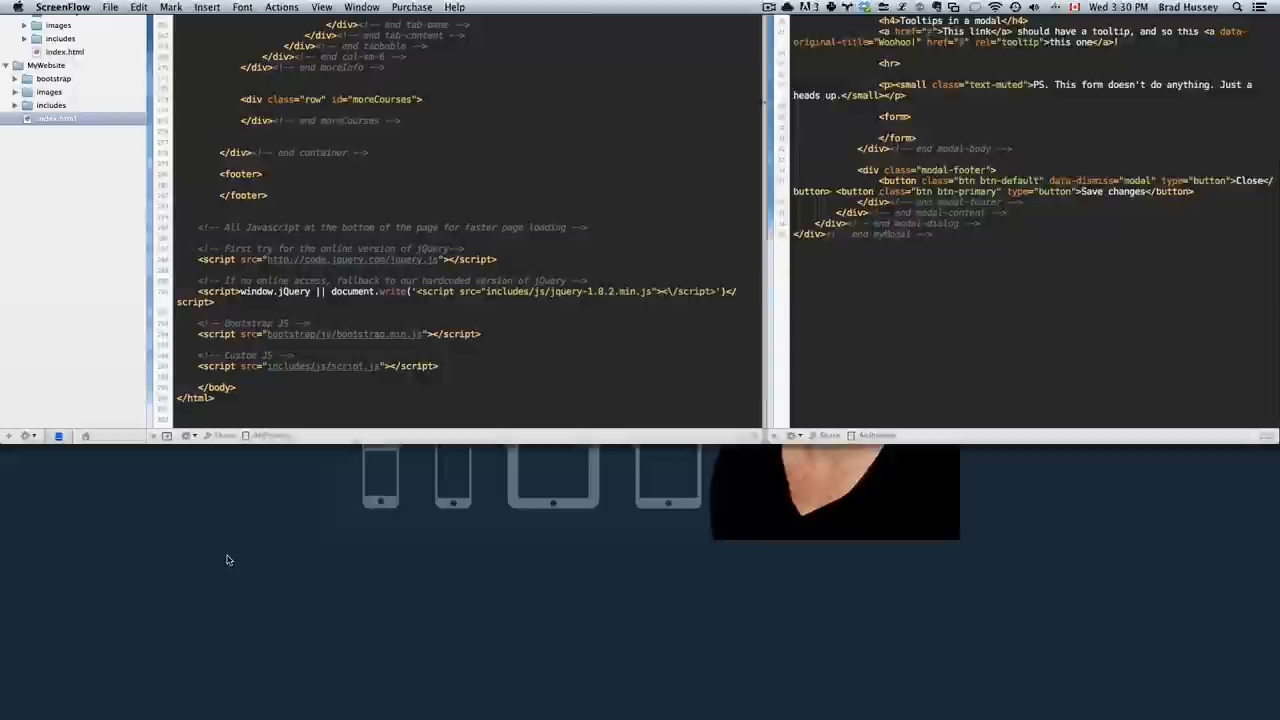 ScreenFlow File Edit Mark Insert Font Actions View Window Purchase Help
3 Wed 3:30 PM Brad Hussey
images
includes
index.html
MyWebsite
bootstrap
images
includes
index.html
</div><!-- end tab-pane -->
</div><!-- end tab-content -->
</div><!-- end tabbable -->
</div><!-- end col-sm-6 -->
</div><!-- end moreInfo -->
<div class="row" id="moreCourses">
</div><!-- end moreCourses -->
</div><!-- end container -->
<footer>
</footer>
<!-- All Javascript at the bottom of the page for faster page loading -->
<!-- First try for the online version of jQuery-->
<script src="http://code.jquery.com/jquery.js"></script>
<!-- If no online access, fallback to our hardcoded version of jQuery -->
<script>window.jQuery || document.write('<script src="includes/js/jquery-1.8.2.min.js"><\/script>')</
script>
<!-- Bootstrap JS -->
<script src="bootstrap/js/bootstrap.min.js"></script>
<!-- Custom JS -->
<script src="includes/js/script.js"></script>
</body>
</html>
<h4>Tooltips in a modal</h4>
<a href="#">This link</a> should have a tooltip, and so this <a data-
original-title="Woohoo!" href="#" rel="tooltip">this one</a>!
<hr>
<p><small class="text-muted">PS. This form doesn't do anything. Just a
heads up.</small></p>
<form>
</form>
</div><!-- end modal-body -->
<div class="modal-footer">
<button class="btn btn-default" data-dismiss="modal" type="button">Close</
button> <button class="btn btn-primary" type="button">Save changes</button>
</div><!-- end modal-footer -->
</div><!-- end modal-content -->
</div><!-- end modal-dialog -->
</div><!-- end myModal -->
Share AirPreview
Share AirPreview